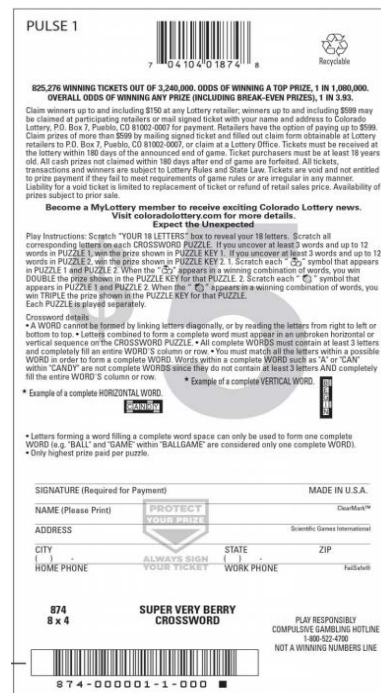 PULSE 1
Recyclable
7 04104 01874 8
825,276 WINNING TICKETS OUT OF 3,240,000. ODDS OF WINNING A TOP PRIZE, 1 IN 1,080,000.
OVERALL ODDS OF WINNING ANY PRIZE (INCLUDING BREAK-EVEN PRIZES), 1 IN 3.93.
Claim winners up to and including $150 at any Lottery retailer; winners up to and including $599 may
be claimed at participating retailers or mail signed ticket with your name and address to Colorado
Lottery, P.O. Box 7, Pueblo, CO 81002-0007 for payment. Retailers have the option of paying up to $599.
Claim prizes of more than $599 by mailing signed ticket and filled out claim form obtainable at Lottery
retailers to P.O. Box 7, Pueblo, CO 81002-0007, or claim at a Lottery Office. Tickets must be received at
the lottery within 180 days of the announced end of game. Ticket purchasers must be at least 18 years
old. All cash prizes not claimed within 180 days after end of game are forfeited. All tickets,
transactions and winners are subject to Lottery Rules and State Law. Tickets are void and not entitled
to prize payment if they fail to meet requirements of game rules or are irregular in any manner.
Liability for a void ticket is limited to replacement of ticket or refund of retail sales price. Availability of
prizes subject to prior sale.
Become a MyLottery member to receive exciting Colorado Lottery news.
Visit coloradolottery.com for more details.
Expect the Unexpected
Play Instructions: Scratch "YOUR 18 LETTERS" box to reveal your 18 letters. Scratch all
corresponding letters on each CROSSWORD PUZZLE. If you uncover at least 3 words and up to 12
words in PUZZLE 1, win the prize shown in PUZZLE KEY 1. If you uncover at least 3 words and up to 12
words in PUZZLE 2, win the prize shown in PUZZLE KEY 2. 1. Scratch each " " symbol that appears
in PUZZLE 1 and PUZZLE 2. When the " " appears in a winning combination of words, you win
DOUBLE the prize shown in the PUZZLE KEY for that PUZZLE. 2. Scratch each " " symbol that
appears in PUZZLE 1 and PUZZLE 2. When the " " appears in a winning combination of words, you
win TRIPLE the prize shown in the PUZZLE KEY for that PUZZLE.
Each PUZZLE is played separately.
Crossword details
• A WORD cannot be formed by linking letters diagonally, or by reading the letters from right to left or
bottom to top. • Letters combined to form a complete word must appear in an unbroken horizontal or
vertical sequence on the CROSSWORD PUZZLE. • All complete WORDS must contain at least 3 letters
and completely fill an entire WORD'S column or row. • You must match all the letters within a possible
WORD in order to form a complete WORD. Words within a complete WORD such as "A" or "CAN"
within "CANDY" are not complete WORDS since they do not contain at least 3 letters AND completely
fill the entire WORD'S column or row.
* Example of a complete VERTICAL WORD.
* Example of a complete HORIZONTAL WORD.
CANDY
• Letters forming a word filling a complete word space can only be used to form one complete
WORD (e.g. "BALL" and "GAME" within "BALLGAME" are considered only one complete WORD).
• Only highest prize paid per puzzle.
SIGNATURE (Required for Payment) MADE IN U.S.A.
NAME (Please Print) PROTECT ClearMark™
YOUR PRIZE
ADDRESS Scientific Games International
CITY STATE ZIP
( ) - ALWAYS SIGN ( ) -
HOME PHONE YOUR TICKET WORK PHONE FailSafe®
874 SUPER VERY BERRY
8 x 4 CROSSWORD
PLAY RESPONSIBLY
COMPULSIVE GAMBLING HOTLINE
1-800-522-4700
NOT A WINNING NUMBERS LINE
874-000001-1-000